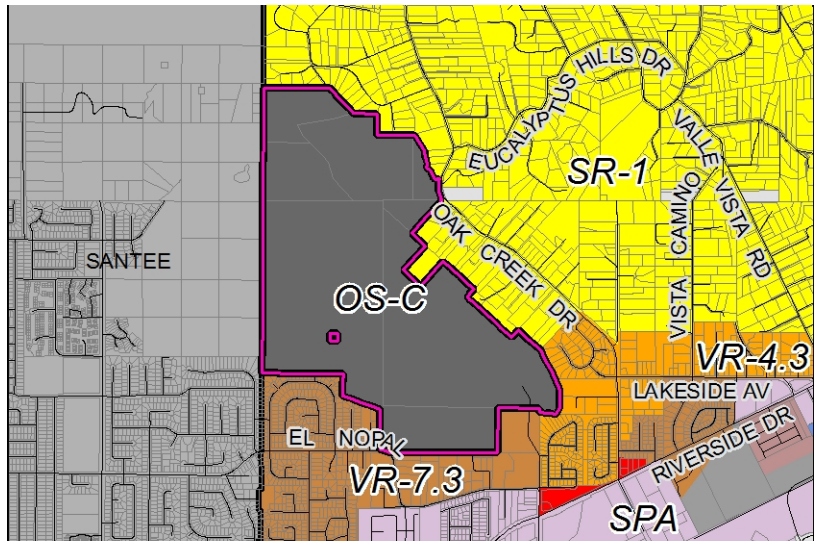 EUCALYPTUS HILLS DR
SR-1
VALLE VISTA RD
VISTA CAMINO
OAK CREEK DR
SANTEE
OS-C
VR-4.3
LAKESIDE AV
EL NOPAL
RIVERSIDE DR
VR-7.3
SPA